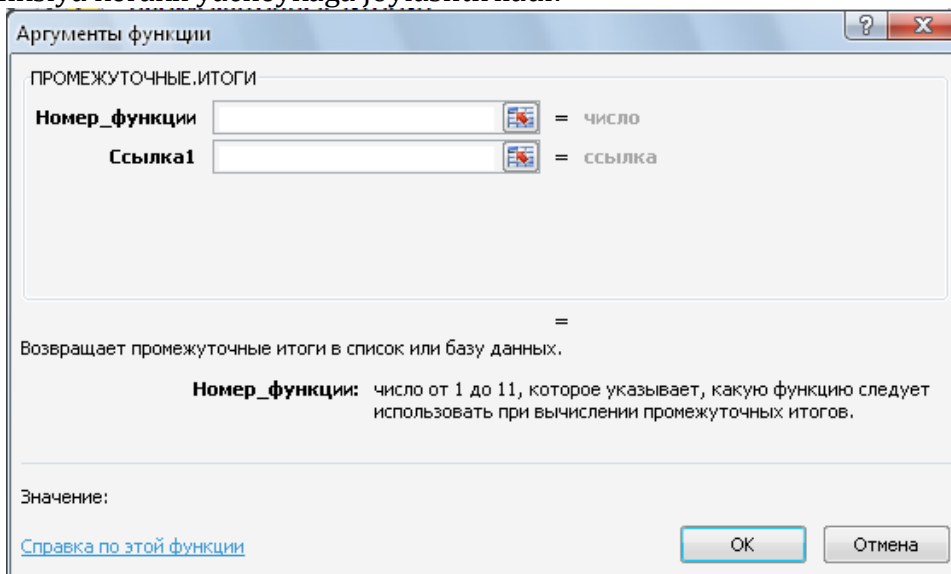 Аргументы функции
ПРОМЕЖУТОЧНЫЕ.ИТОГИ
Номер_функции = число
Ссылка1 = ссылка
=
Возвращает промежуточные итоги в список или базу данных.
Номер_функции: число от 1 до 11, которое указывает, какую функцию следует
использовать при вычислении промежуточных итогов.
Значение:
Справка по этой функции
ОК Отмена